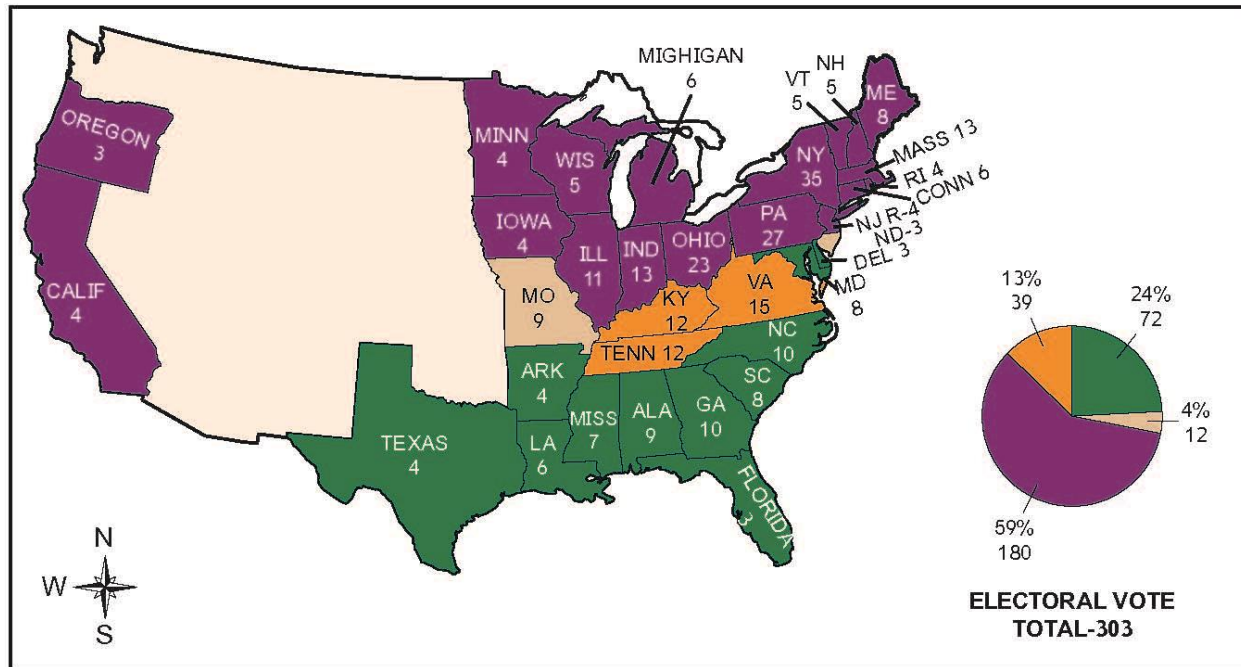 MIGHIGAN
6
VT
5
NH
5
ME
8
OREGON
3
MINN
4
WIS
5
NY
35
MASS 13
RI 4
CONN 6
IOWA
4
ILL
11
IND
13
OHIO
23
PA
27
NJ R-4
ND-3
DEL 3
MD
8
CALIF
4
MO
9
KY
12
VA
15
TENN 12
NC
10
ARK
4
SC
8
MISS
7
ALA
9
GA
10
TEXAS
4
LA
6
FLORIDA
3
13%
39
24%
72
4%
12
59%
180
ELECTORAL VOTE
TOTAL-303
N
W
S